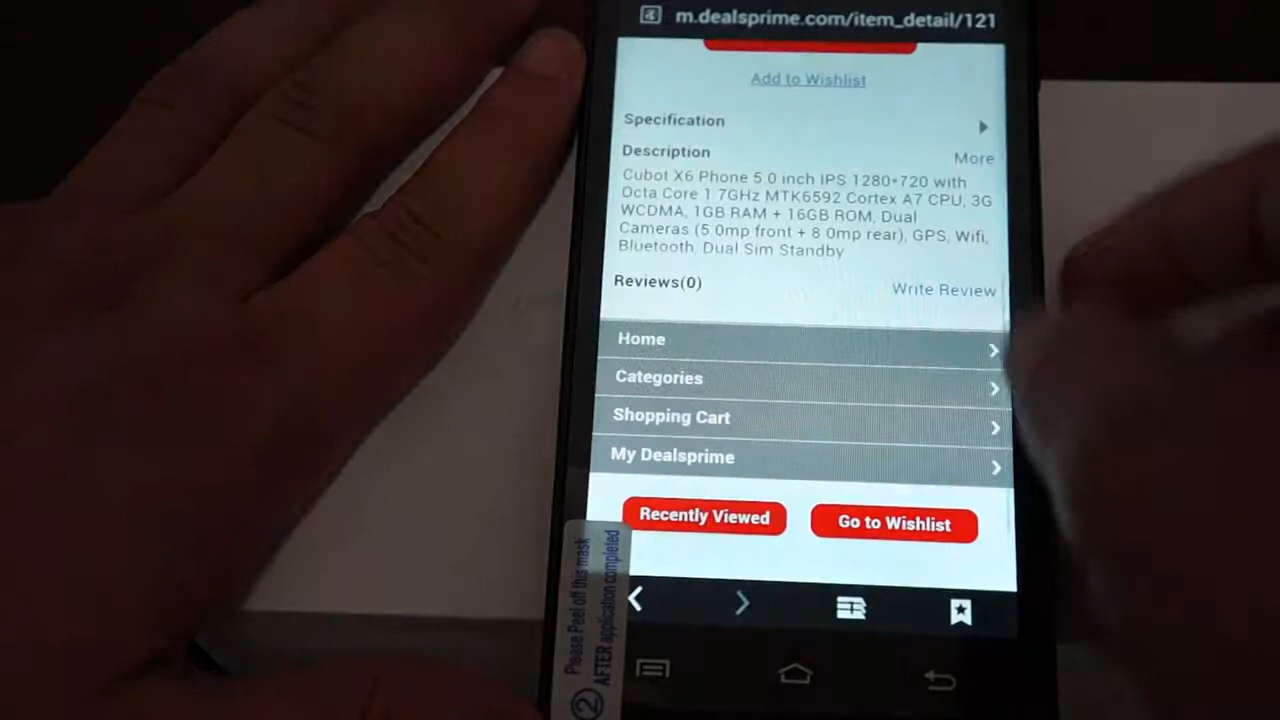 m.dealsprime.com/item_detail/121
Add to Wishlist
Specification
Description
More
Cubot X6 Phone 5.0 inch IPS 1280*720 with
Octa Core 1.7GHz MTK6592 Cortex A7 CPU, 3G
WCDMA, 1GB RAM + 16GB ROM, Dual
Cameras (5.0mp front + 8.0mp rear), GPS, Wifi,
Bluetooth, Dual Sim Standby
Reviews(0)
Write Review
Home
Categories
Shopping Cart
My Dealsprime
Recently Viewed
Go to Wishlist
② Please Peel off this mask
AFTER application completed